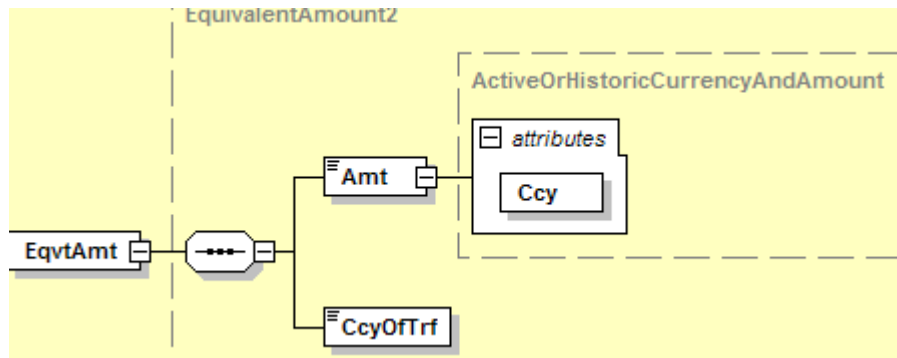 EquivalentAmount2
ActiveOrHistoricCurrencyAndAmount
attributes
Amt
Ccy
EqvtAmt
CcyOfTrf